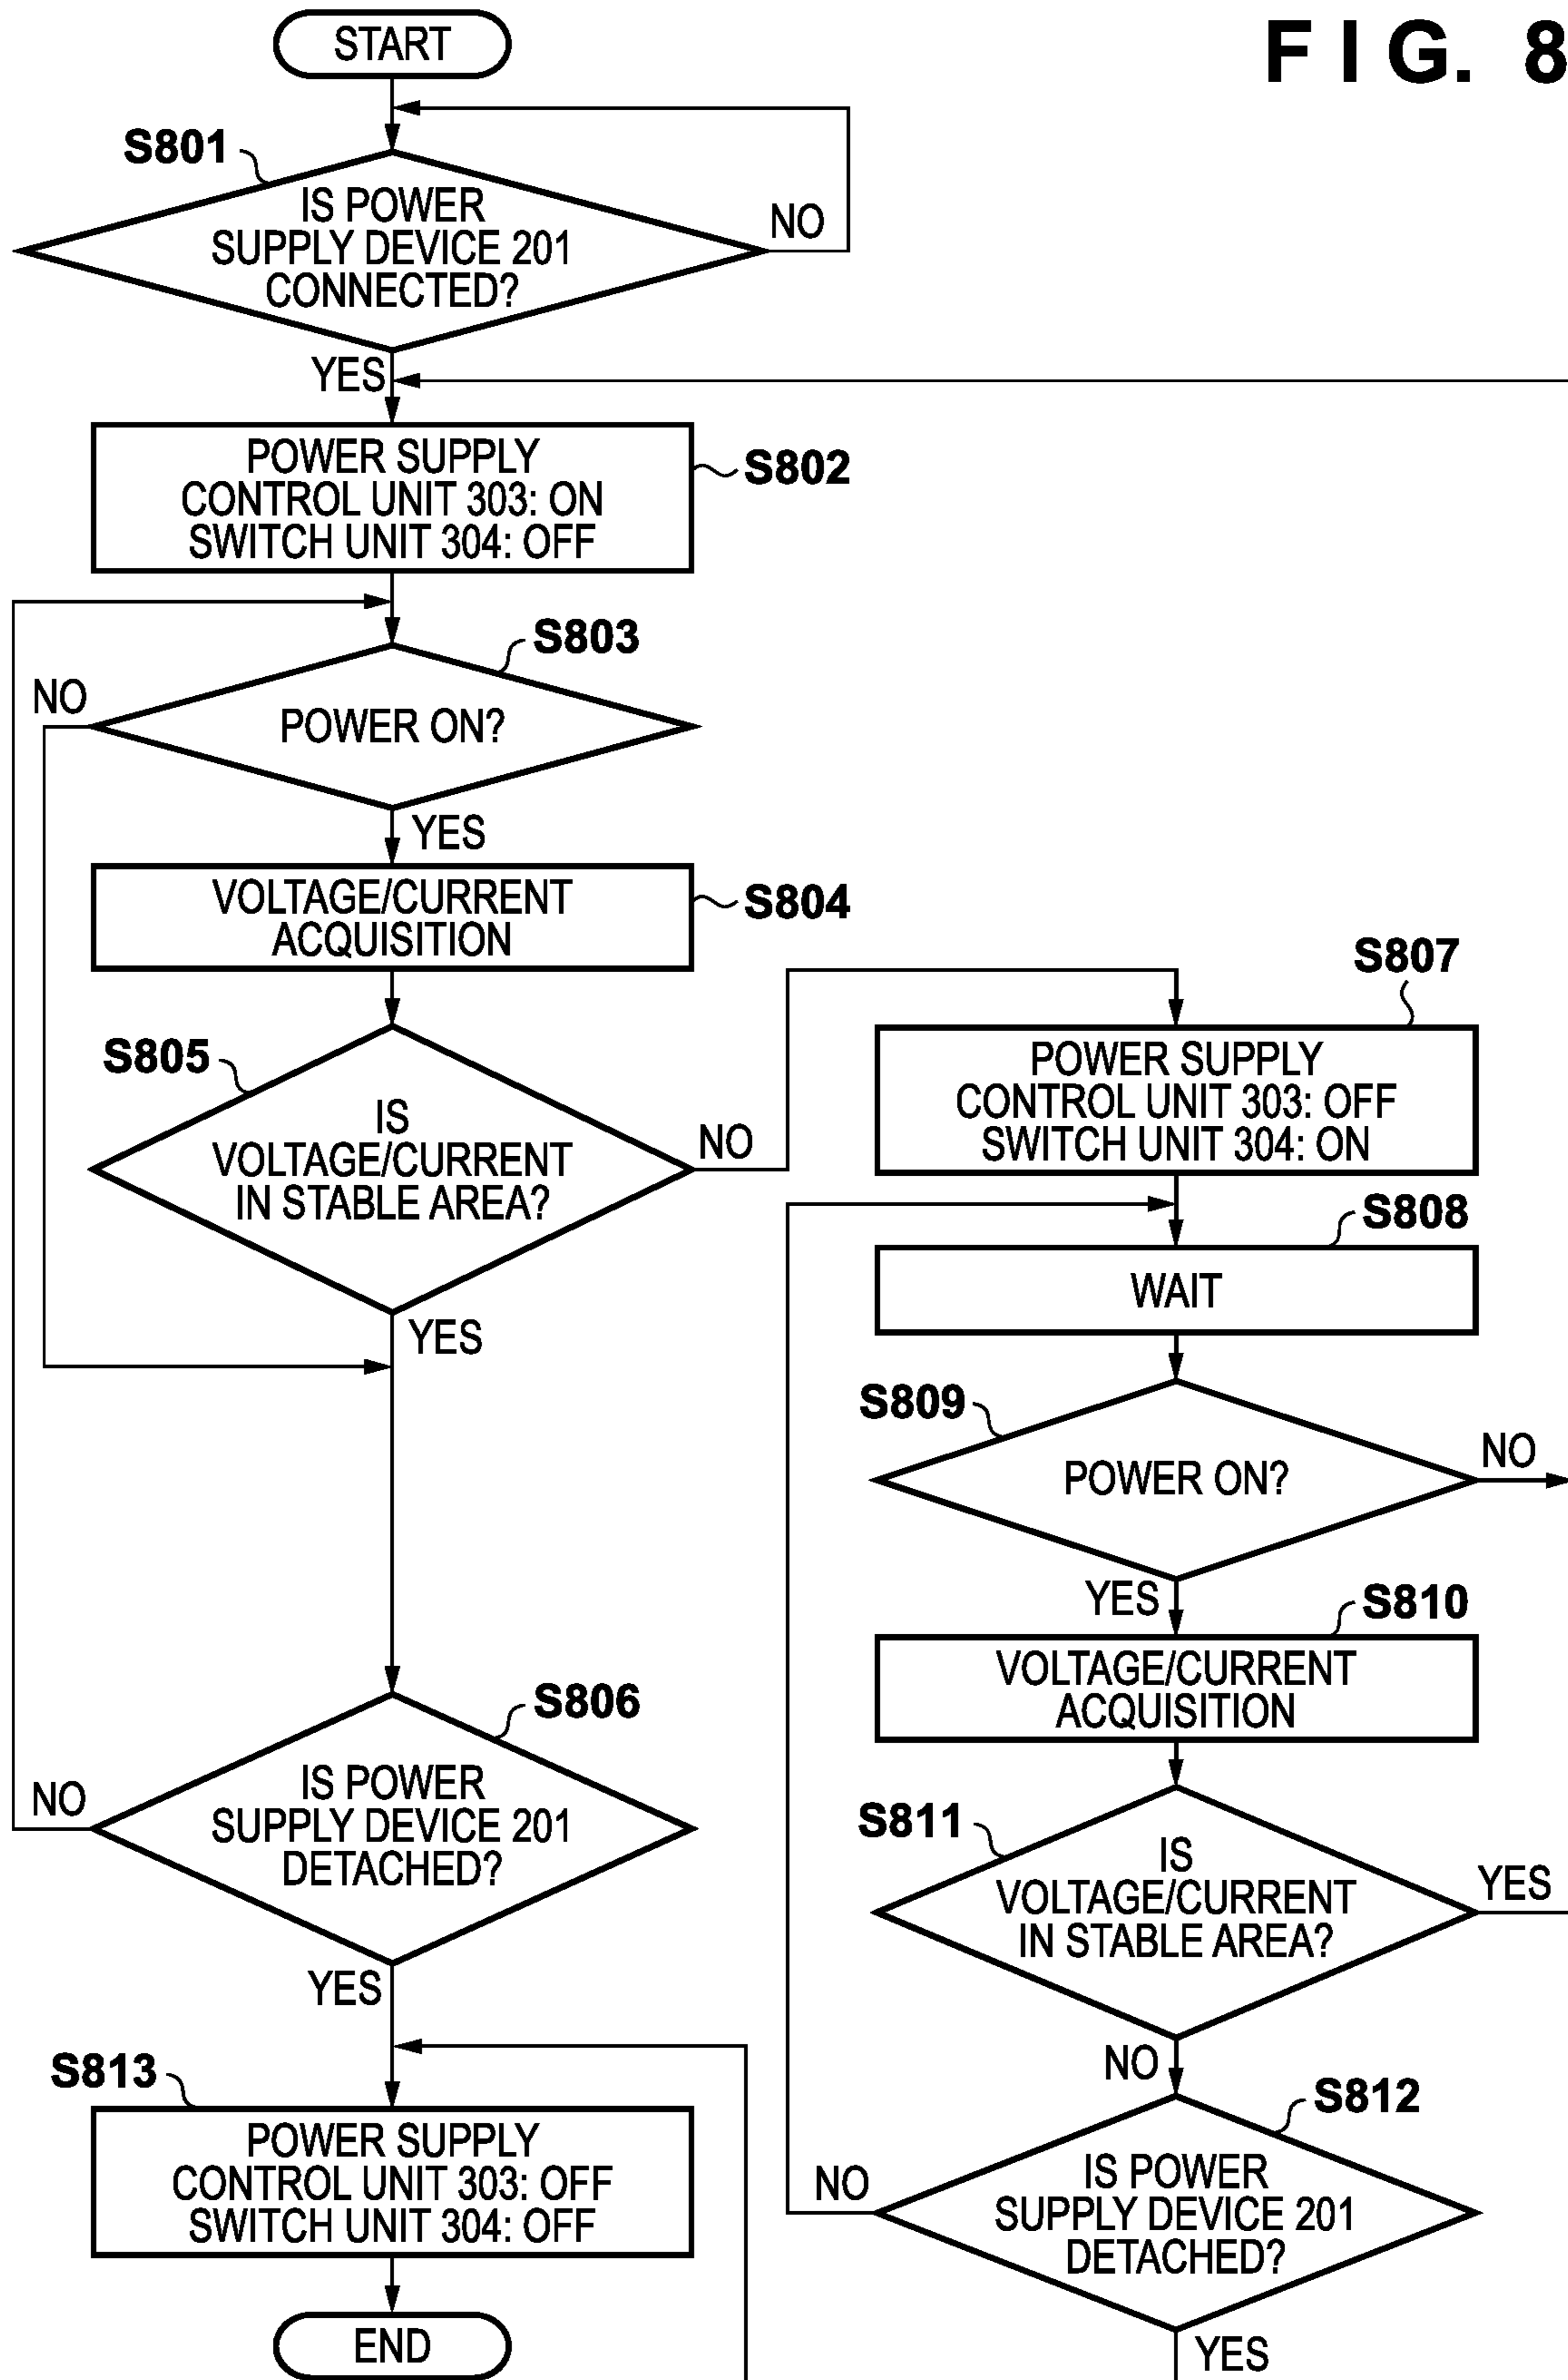 FIG. 8
START
S801
IS POWER
SUPPLY DEVICE 201
CONNECTED?
NO
YES
POWER SUPPLY
CONTROL UNIT 303: ON
SWITCH UNIT 304: OFF
S802
S803
NO
POWER ON?
YES
VOLTAGE/CURRENT
ACQUISITION
S804
S805
IS
VOLTAGE/CURRENT
IN STABLE AREA?
NO
YES
S806
IS POWER
SUPPLY DEVICE 201
DETACHED?
NO
YES
S807
POWER SUPPLY
CONTROL UNIT 303: OFF
SWITCH UNIT 304: ON
S808
WAIT
S809
POWER ON?
NO
YES
S810
VOLTAGE/CURRENT
ACQUISITION
S811
IS
VOLTAGE/CURRENT
IN STABLE AREA?
YES
NO
S812
IS POWER
SUPPLY DEVICE 201
DETACHED?
NO
YES
S813
POWER SUPPLY
CONTROL UNIT 303: OFF
SWITCH UNIT 304: OFF
END